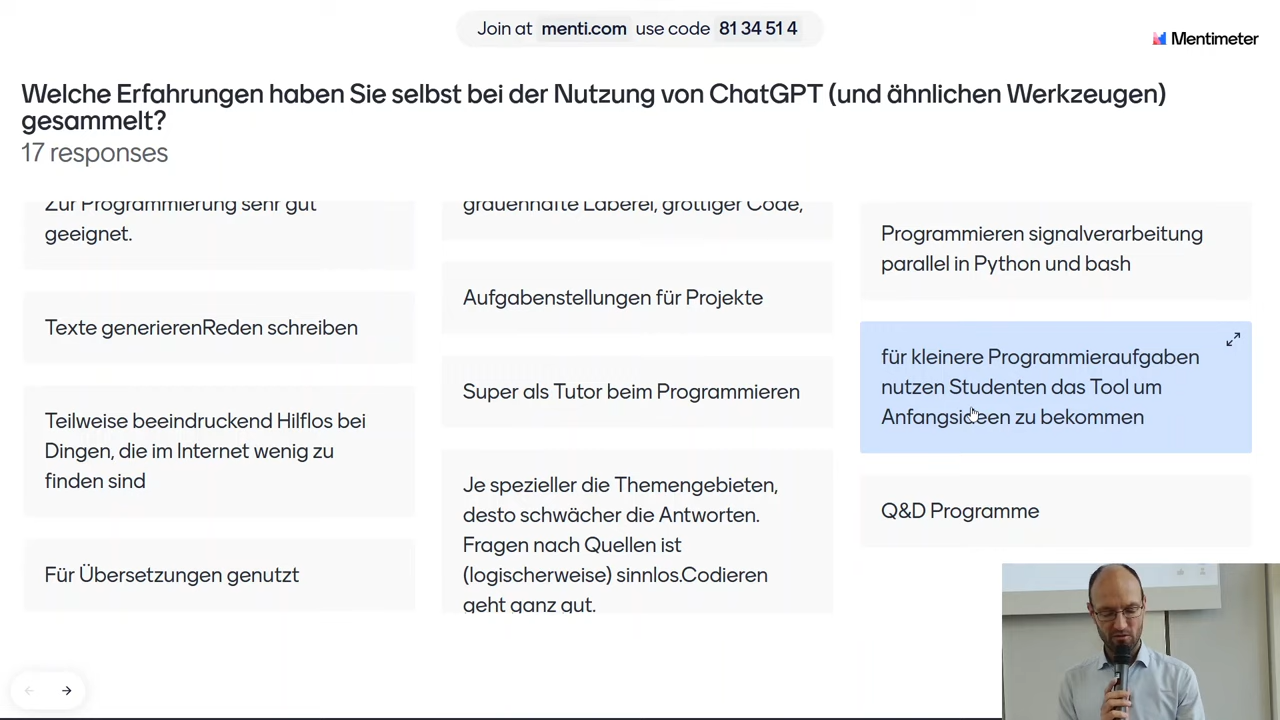 Join at menti.com use code 81 34 51 4
Mentimeter
Welche Erfahrungen haben Sie selbst bei der Nutzung von ChatGPT (und ähnlichen Werkzeugen)
gesammelt?
17 responses
Zur Programmierung sehr gut
geeignet.
Texte generierenReden schreiben
Teilweise beeindruckend Hilflos bei
Dingen, die im Internet wenig zu
finden sind
Für Übersetzungen genutzt
grauenhafte Laberei, grottiger Code,
Aufgabenstellungen für Projekte
Super als Tutor beim Programmieren
Je spezieller die Themengebieten,
desto schwächer die Antworten.
Fragen nach Quellen ist
(logischerweise) sinnlos.Codieren
geht ganz gut.
Programmieren signalverarbeitung
parallel in Python und bash
für kleinere Programmieraufgaben
nutzen Studenten das Tool um
Anfangsideen zu bekommen
Q&D Programme